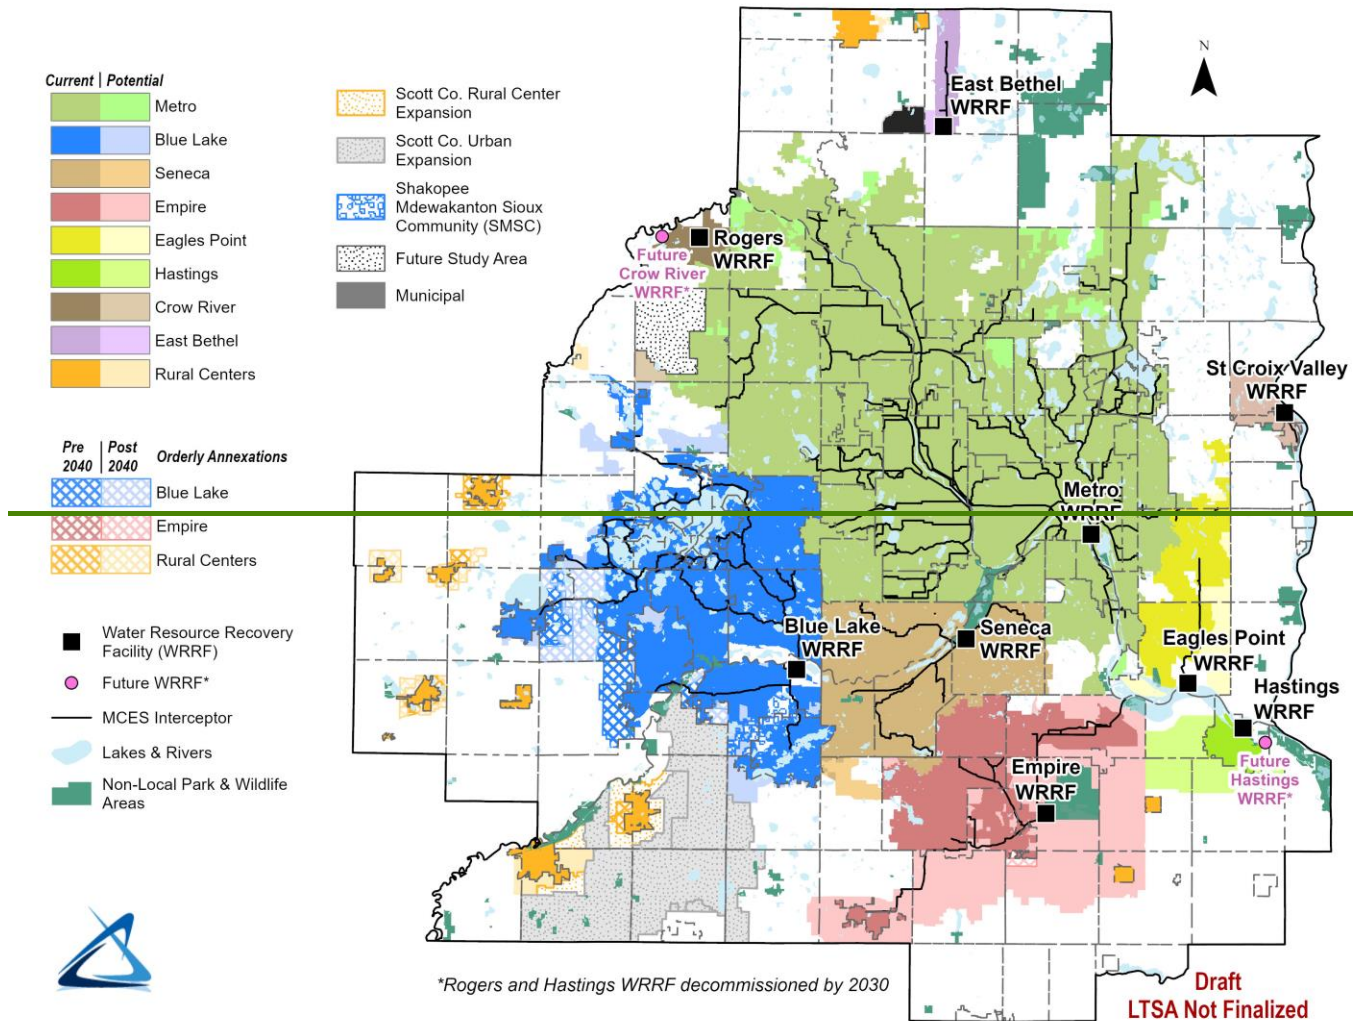 Current | Potential
Metro
Blue Lake
Seneca
Empire
Eagles Point
Hastings
Crow River
East Bethel
Rural Centers
Pre
2040
Post
2040
Orderly Annexations
Blue Lake
Empire
Rural Centers
Water Resource Recovery
Facility (WRRF)
Future WRRF*
MCES Interceptor
Lakes & Rivers
Non-Local Park & Wildlife
Areas
Scott Co. Rural Center
Expansion
Scott Co. Urban
Expansion
Shakopee
Mdewakanton Sioux
Community (SMSC)
Future Study Area
Municipal
N
East Bethel
WRRF
Rogers
WRRF
Future
Crow River
WRRF*
St Croix Valley
WRRF
Metro
WRRF
Blue Lake
WRRF
Seneca
WRRF
Eagles Point
WRRF
Hastings
WRRF
Future
Hastings
WRRF*
Empire
WRRF
*Rogers and Hastings WRRF decommissioned by 2030
Draft
LTSA Not Finalized